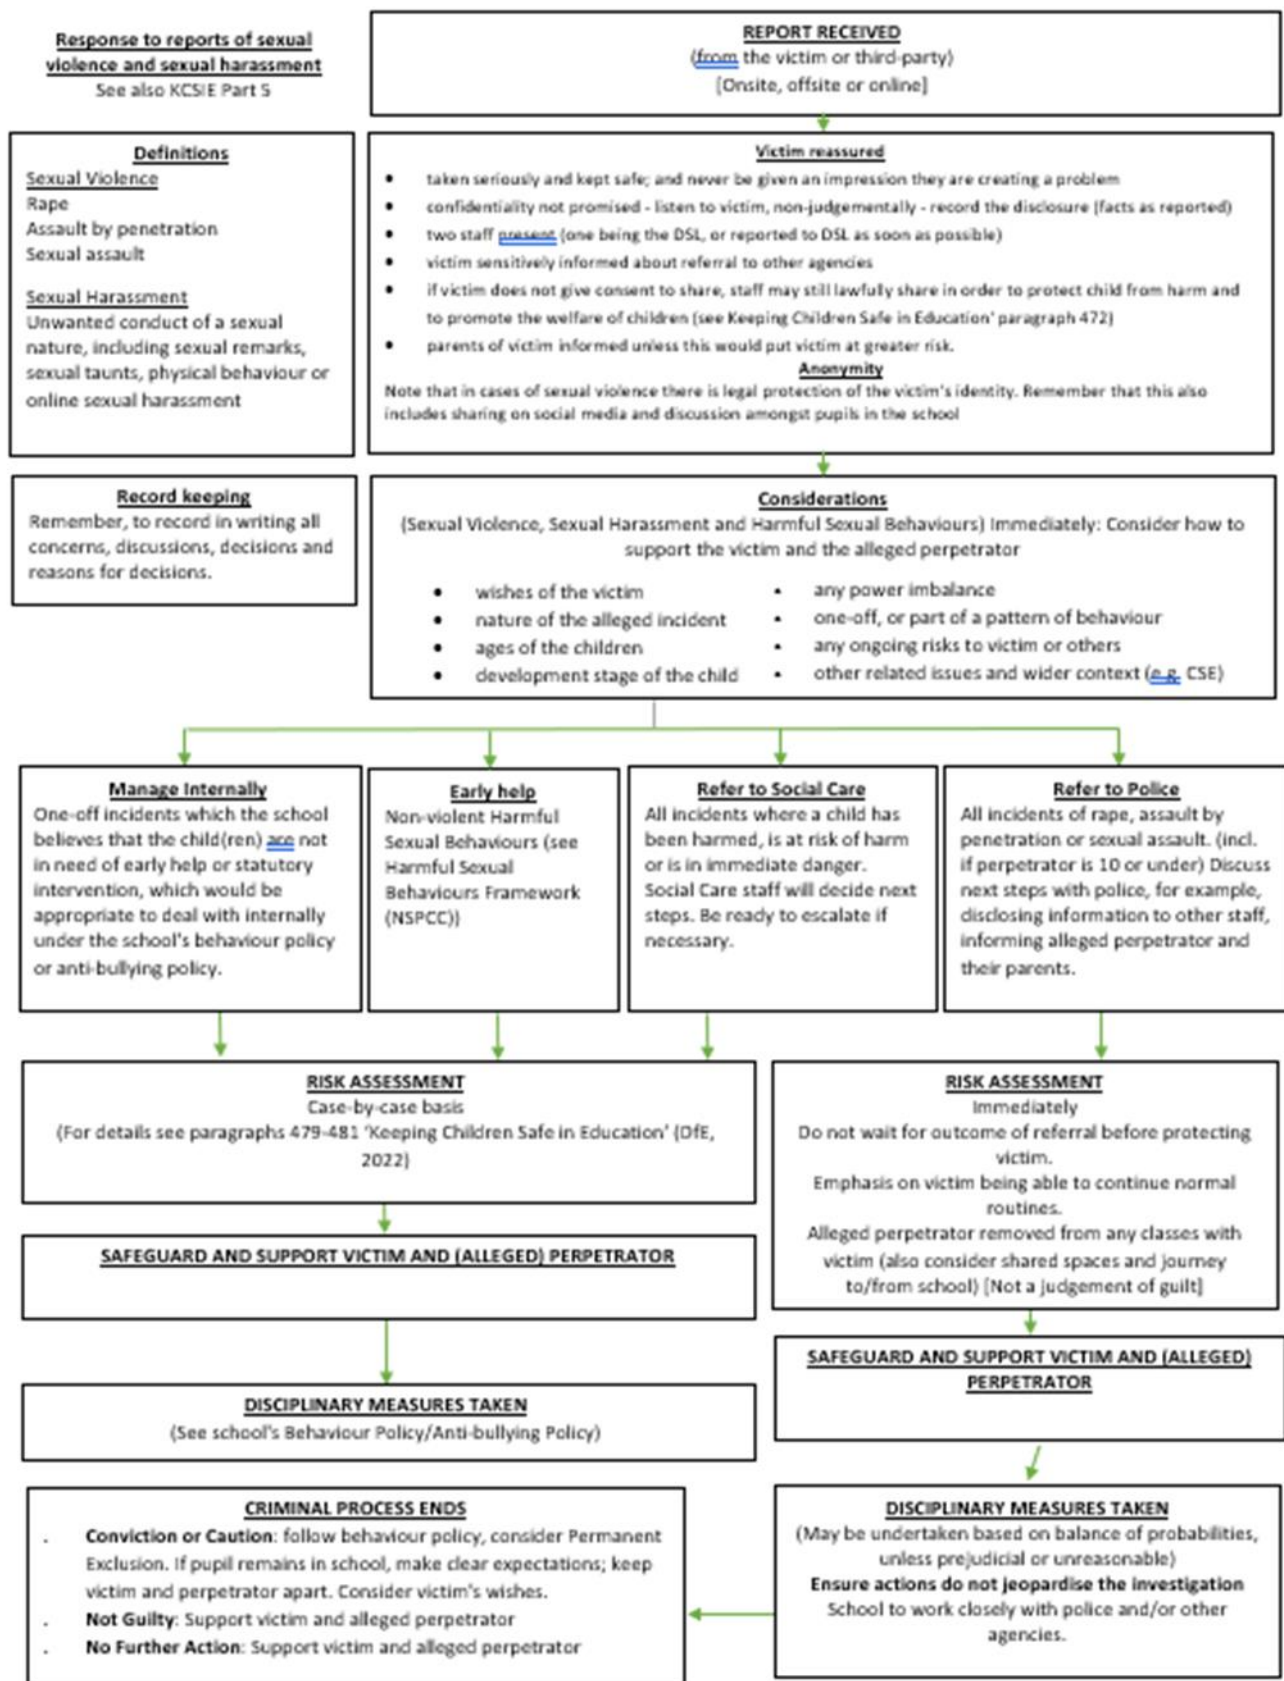 Response to reports of sexual
violence and sexual harassment
See also KCSIE Part 5
REPORT RECEIVED
(from the victim or third-party)
[Onsite, offsite or online]
Definitions
Sexual Violence
Rape
Assault by penetration
Sexual assault
Sexual Harassment
Unwanted conduct of a sexual
nature, including sexual remarks,
sexual taunts, physical behaviour or
online sexual harassment
Victim reassured
• taken seriously and kept safe; and never be given an impression they are creating a problem
• confidentiality not promised - listen to victim, non-judgementally - record the disclosure (facts as reported)
• two staff present (one being the DSL, or reported to DSL as soon as possible)
• victim sensitively informed about referral to other agencies
• if victim does not give consent to share, staff may still lawfully share in order to protect child from harm and
to promote the welfare of children (see Keeping Children Safe in Education' paragraph 472)
• parents of victim informed unless this would put victim at greater risk.
Anonymity
Note that in cases of sexual violence there is legal protection of the victim's identity. Remember that this also
includes sharing on social media and discussion amongst pupils in the school
Record keeping
Remember, to record in writing all
concerns, discussions, decisions and
reasons for decisions.
Considerations
(Sexual Violence, Sexual Harassment and Harmful Sexual Behaviours) Immediately: Consider how to
support the victim and the alleged perpetrator
• wishes of the victim
• nature of the alleged incident
• ages of the children
• development stage of the child
• any power imbalance
• one-off, or part of a pattern of behaviour
• any ongoing risks to victim or others
• other related issues and wider context (e.g. CSE)
Manage Internally
One-off incidents which the school
believes that the child(ren) are not
in need of early help or statutory
intervention, which would be
appropriate to deal with internally
under the school's behaviour policy
or anti-bullying policy.
Early help
Non-violent Harmful
Sexual Behaviours (see
Harmful Sexual
Behaviours Framework
(NSPCC))
Refer to Social Care
All incidents where a child has
been harmed, is at risk of harm
or is in immediate danger.
Social Care staff will decide next
steps. Be ready to escalate if
necessary.
Refer to Police
All incidents of rape, assault by
penetration or sexual assault. (incl.
if perpetrator is 10 or under) Discuss
next steps with police, for example,
disclosing information to other staff,
informing alleged perpetrator and
their parents.
RISK ASSESSMENT
Case-by-case basis
(For details see paragraphs 479-481 'Keeping Children Safe in Education' (DfE,
2022)
SAFEGUARD AND SUPPORT VICTIM AND (ALLEGED) PERPETRATOR
DISCIPLINARY MEASURES TAKEN
(See school's Behaviour Policy/Anti-bullying Policy)
RISK ASSESSMENT
Immediately
Do not wait for outcome of referral before protecting
victim.
Emphasis on victim being able to continue normal
routines.
Alleged perpetrator removed from any classes with
victim (also consider shared spaces and journey
to/from school) [Not a judgement of guilt]
SAFEGUARD AND SUPPORT VICTIM AND (ALLEGED)
PERPETRATOR
DISCIPLINARY MEASURES TAKEN
(May be undertaken based on balance of probabilities,
unless prejudicial or unreasonable)
Ensure actions do not jeopardise the investigation
School to work closely with police and/or other
agencies.
CRIMINAL PROCESS ENDS
. Conviction or Caution: follow behaviour policy, consider Permanent
Exclusion. If pupil remains in school, make clear expectations; keep
victim and perpetrator apart. Consider victim's wishes.
. Not Guilty: Support victim and alleged perpetrator
. No Further Action: Support victim and alleged perpetrator